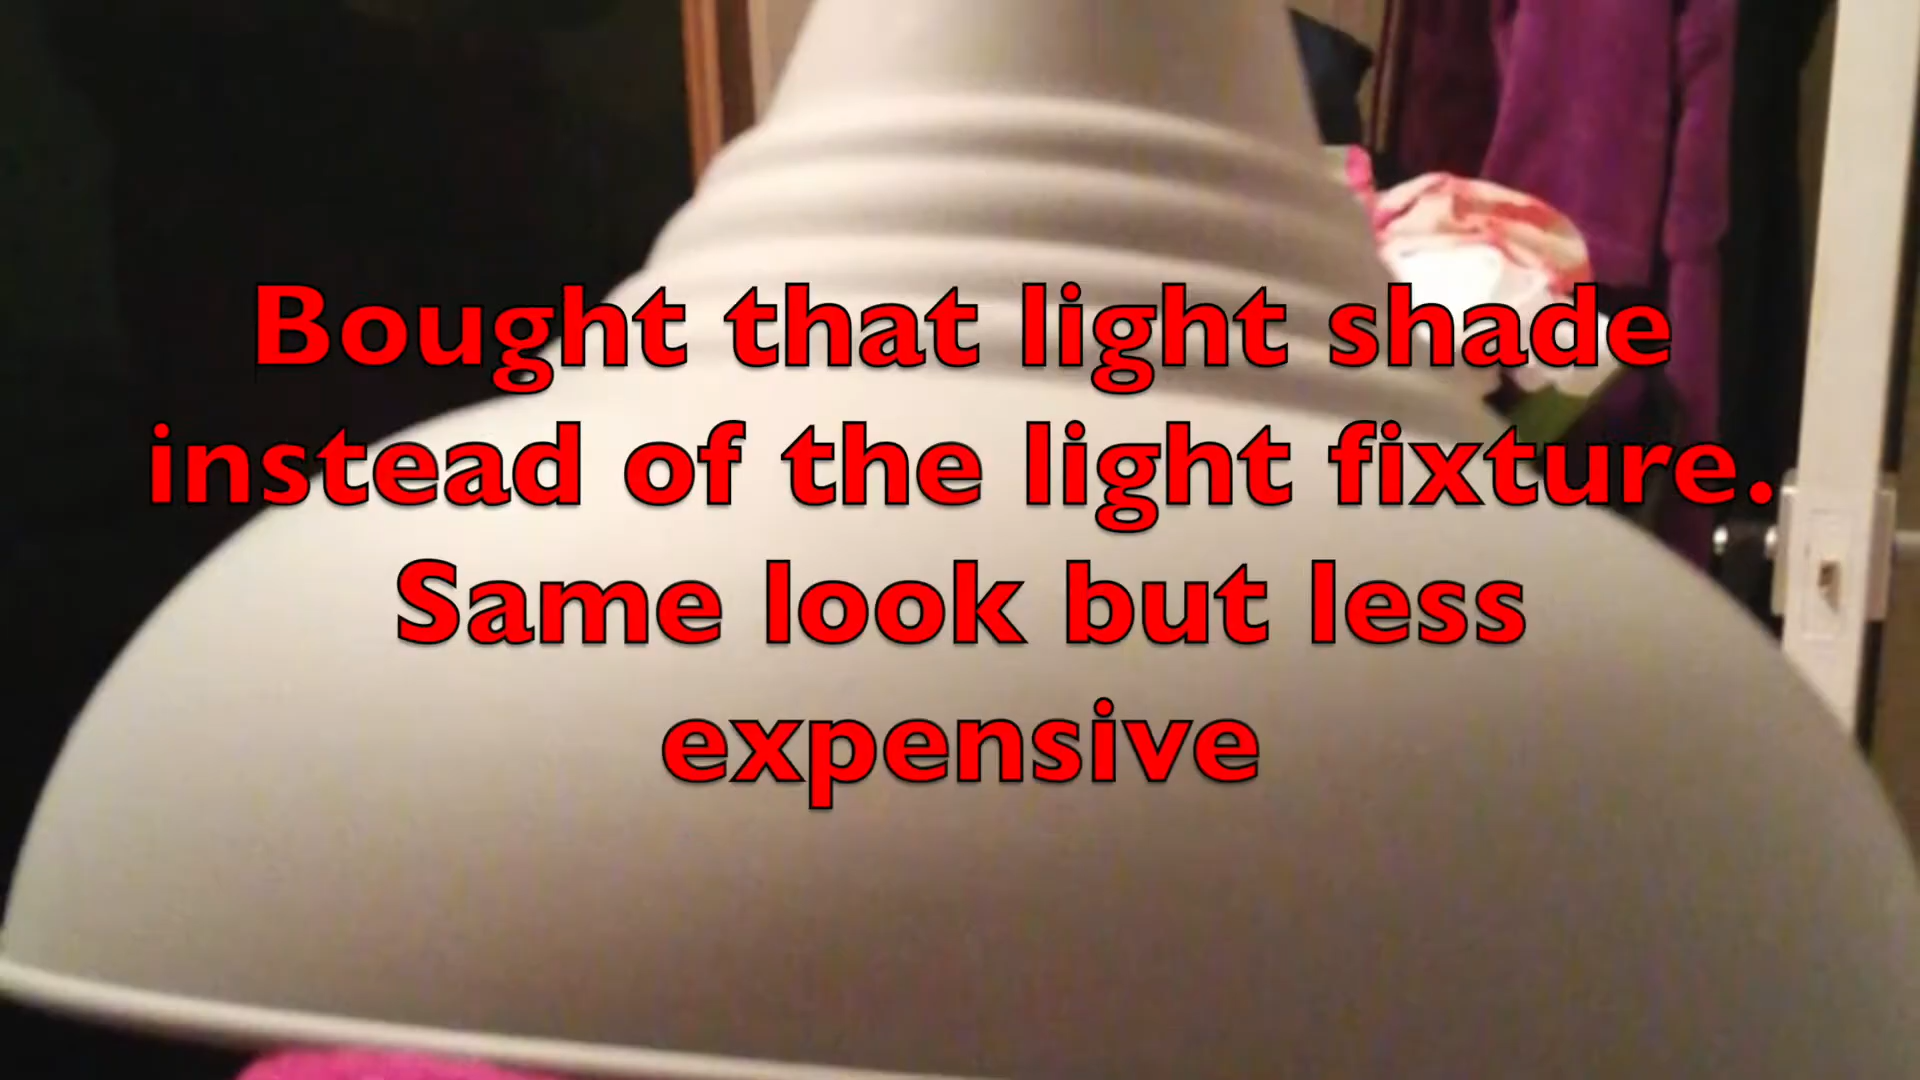 Bought that light shade
instead of the light fixture.
Same look but less
expensive